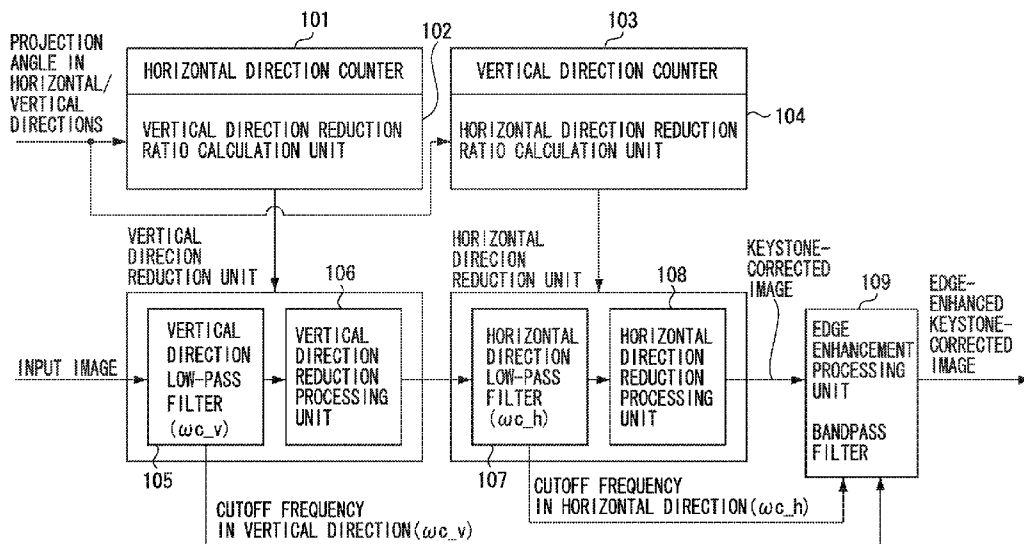 101
102
103
PROJECTION
ANGLE IN
HORIZONTAL/
VERTICAL
DIRECTIONS
HORIZONTAL DIRECTION COUNTER
VERTICAL DIRECTION REDUCTION
RATIO CALCULATION UNIT
VERTICAL DIRECTION COUNTER
HORIZONTAL DIRECTION REDUCTION
RATIO CALCULATION UNIT
104
VERTICAL
DIRECION
REDUCTION UNIT
106
HORIZONTAL
DIRECION
REDUCTION UNIT
108
KEYSTONE-
CORRECTED
IMAGE
109
EDGE-
ENHANCED
KEYSTONE-
CORRECTED
IMAGE
INPUT IMAGE
VERTICAL
DIRECTION
LOW-PASS
FILTER
(ωc_v)
VERTICAL
DIRECTION
REDUCTION
PROCESSING
UNIT
HORIZONTAL
DIRECTION
LOW-PASS
FILTER
(ωc_h)
HORIZONTAL
DIRECTION
REDUCTION
PROCESSING
UNIT
EDGE
ENHANCEMENT
PROCESSING
UNIT
BANDPASS
FILTER
105
107
CUTOFF FREQUENCY
IN VERTICAL DIRECTION(ωc_v)
CUTOFF FREQUENCY
IN HORIZONTAL DIRECTION(ωc_h)